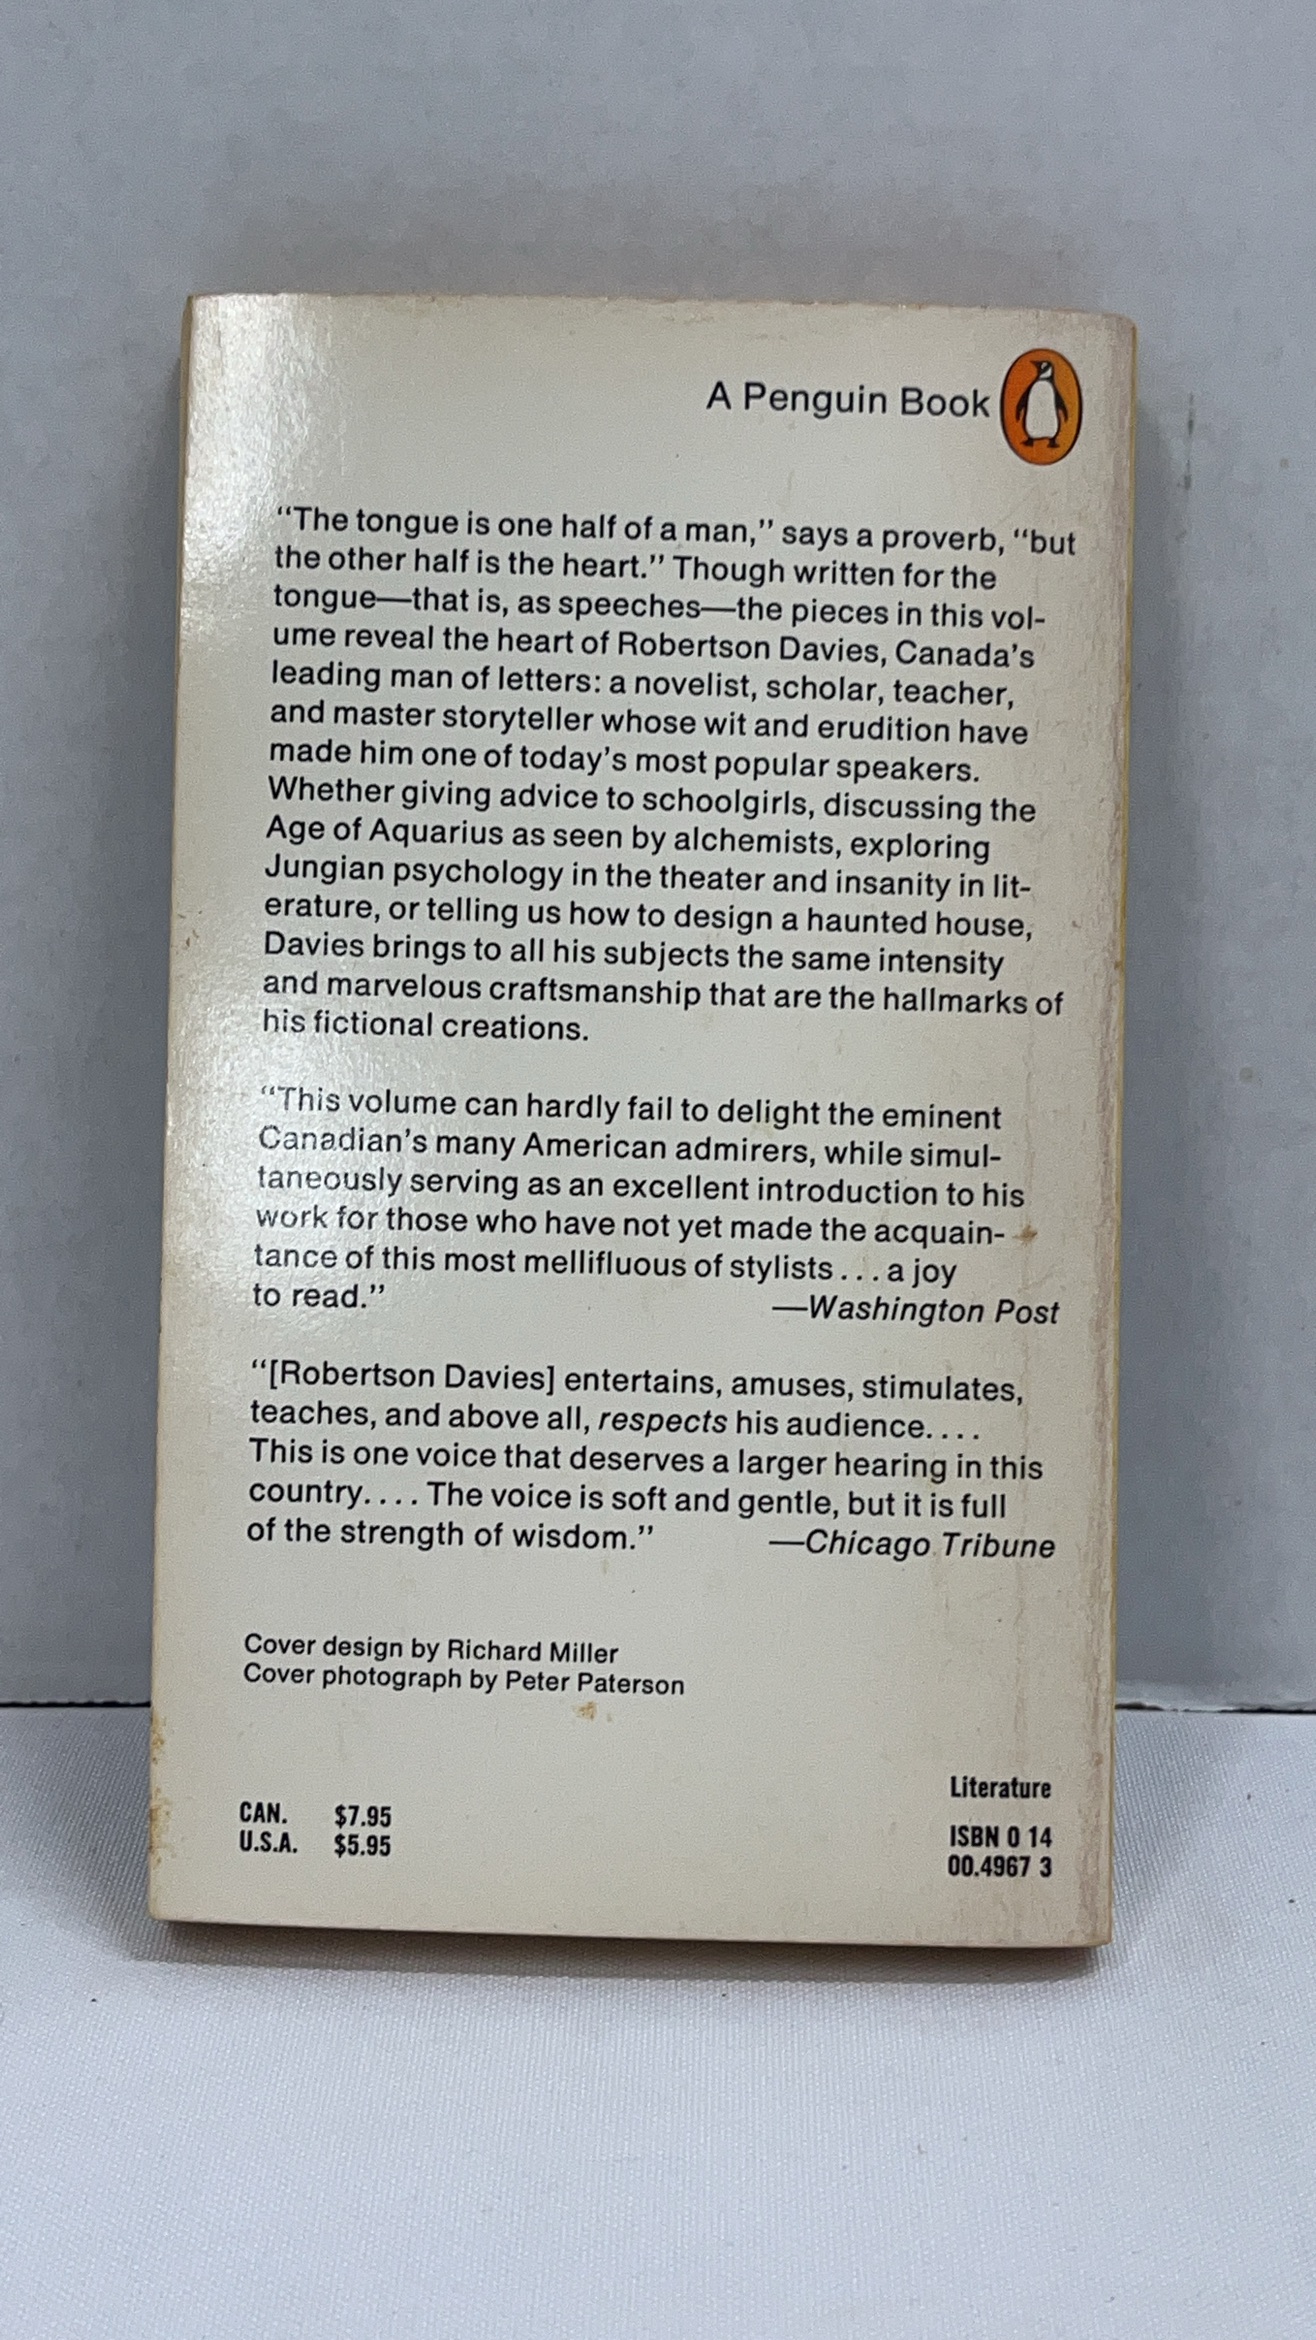 A Penguin Book
“The tongue is one half of a man,” says a proverb, “but
the other half is the heart.” Though written for the
tongue—that is, as speeches—the pieces in this vol-
ume reveal the heart of Robertson Davies, Canada’s
leading man of letters: a novelist, scholar, teacher,
and master storyteller whose wit and erudition have
made him one of today’s most popular speakers.
Whether giving advice to schoolgirls, discussing the
Age of Aquarius as seen by alchemists, exploring
Jungian psychology in the theater and insanity in lit-
erature, or telling us how to design a haunted house,
Davies brings to all his subjects the same intensity
and marvelous craftsmanship that are the hallmarks of
his fictional creations.
“This volume can hardly fail to delight the eminent
Canadian’s many American admirers, while simul-
taneously serving as an excellent introduction to his
work for those who have not yet made the acquain-
tance of this most mellifluous of stylists . . . a joy
to read.” —Washington Post
“[Robertson Davies] entertains, amuses, stimulates,
teaches, and above all, respects his audience. . . .
This is one voice that deserves a larger hearing in this
country. . . . The voice is soft and gentle, but it is full
of the strength of wisdom.” —Chicago Tribune
Cover design by Richard Miller
Cover photograph by Peter Paterson
CAN. $7.95
U.S.A. $5.95
Literature
ISBN 0 14
00.4967 3